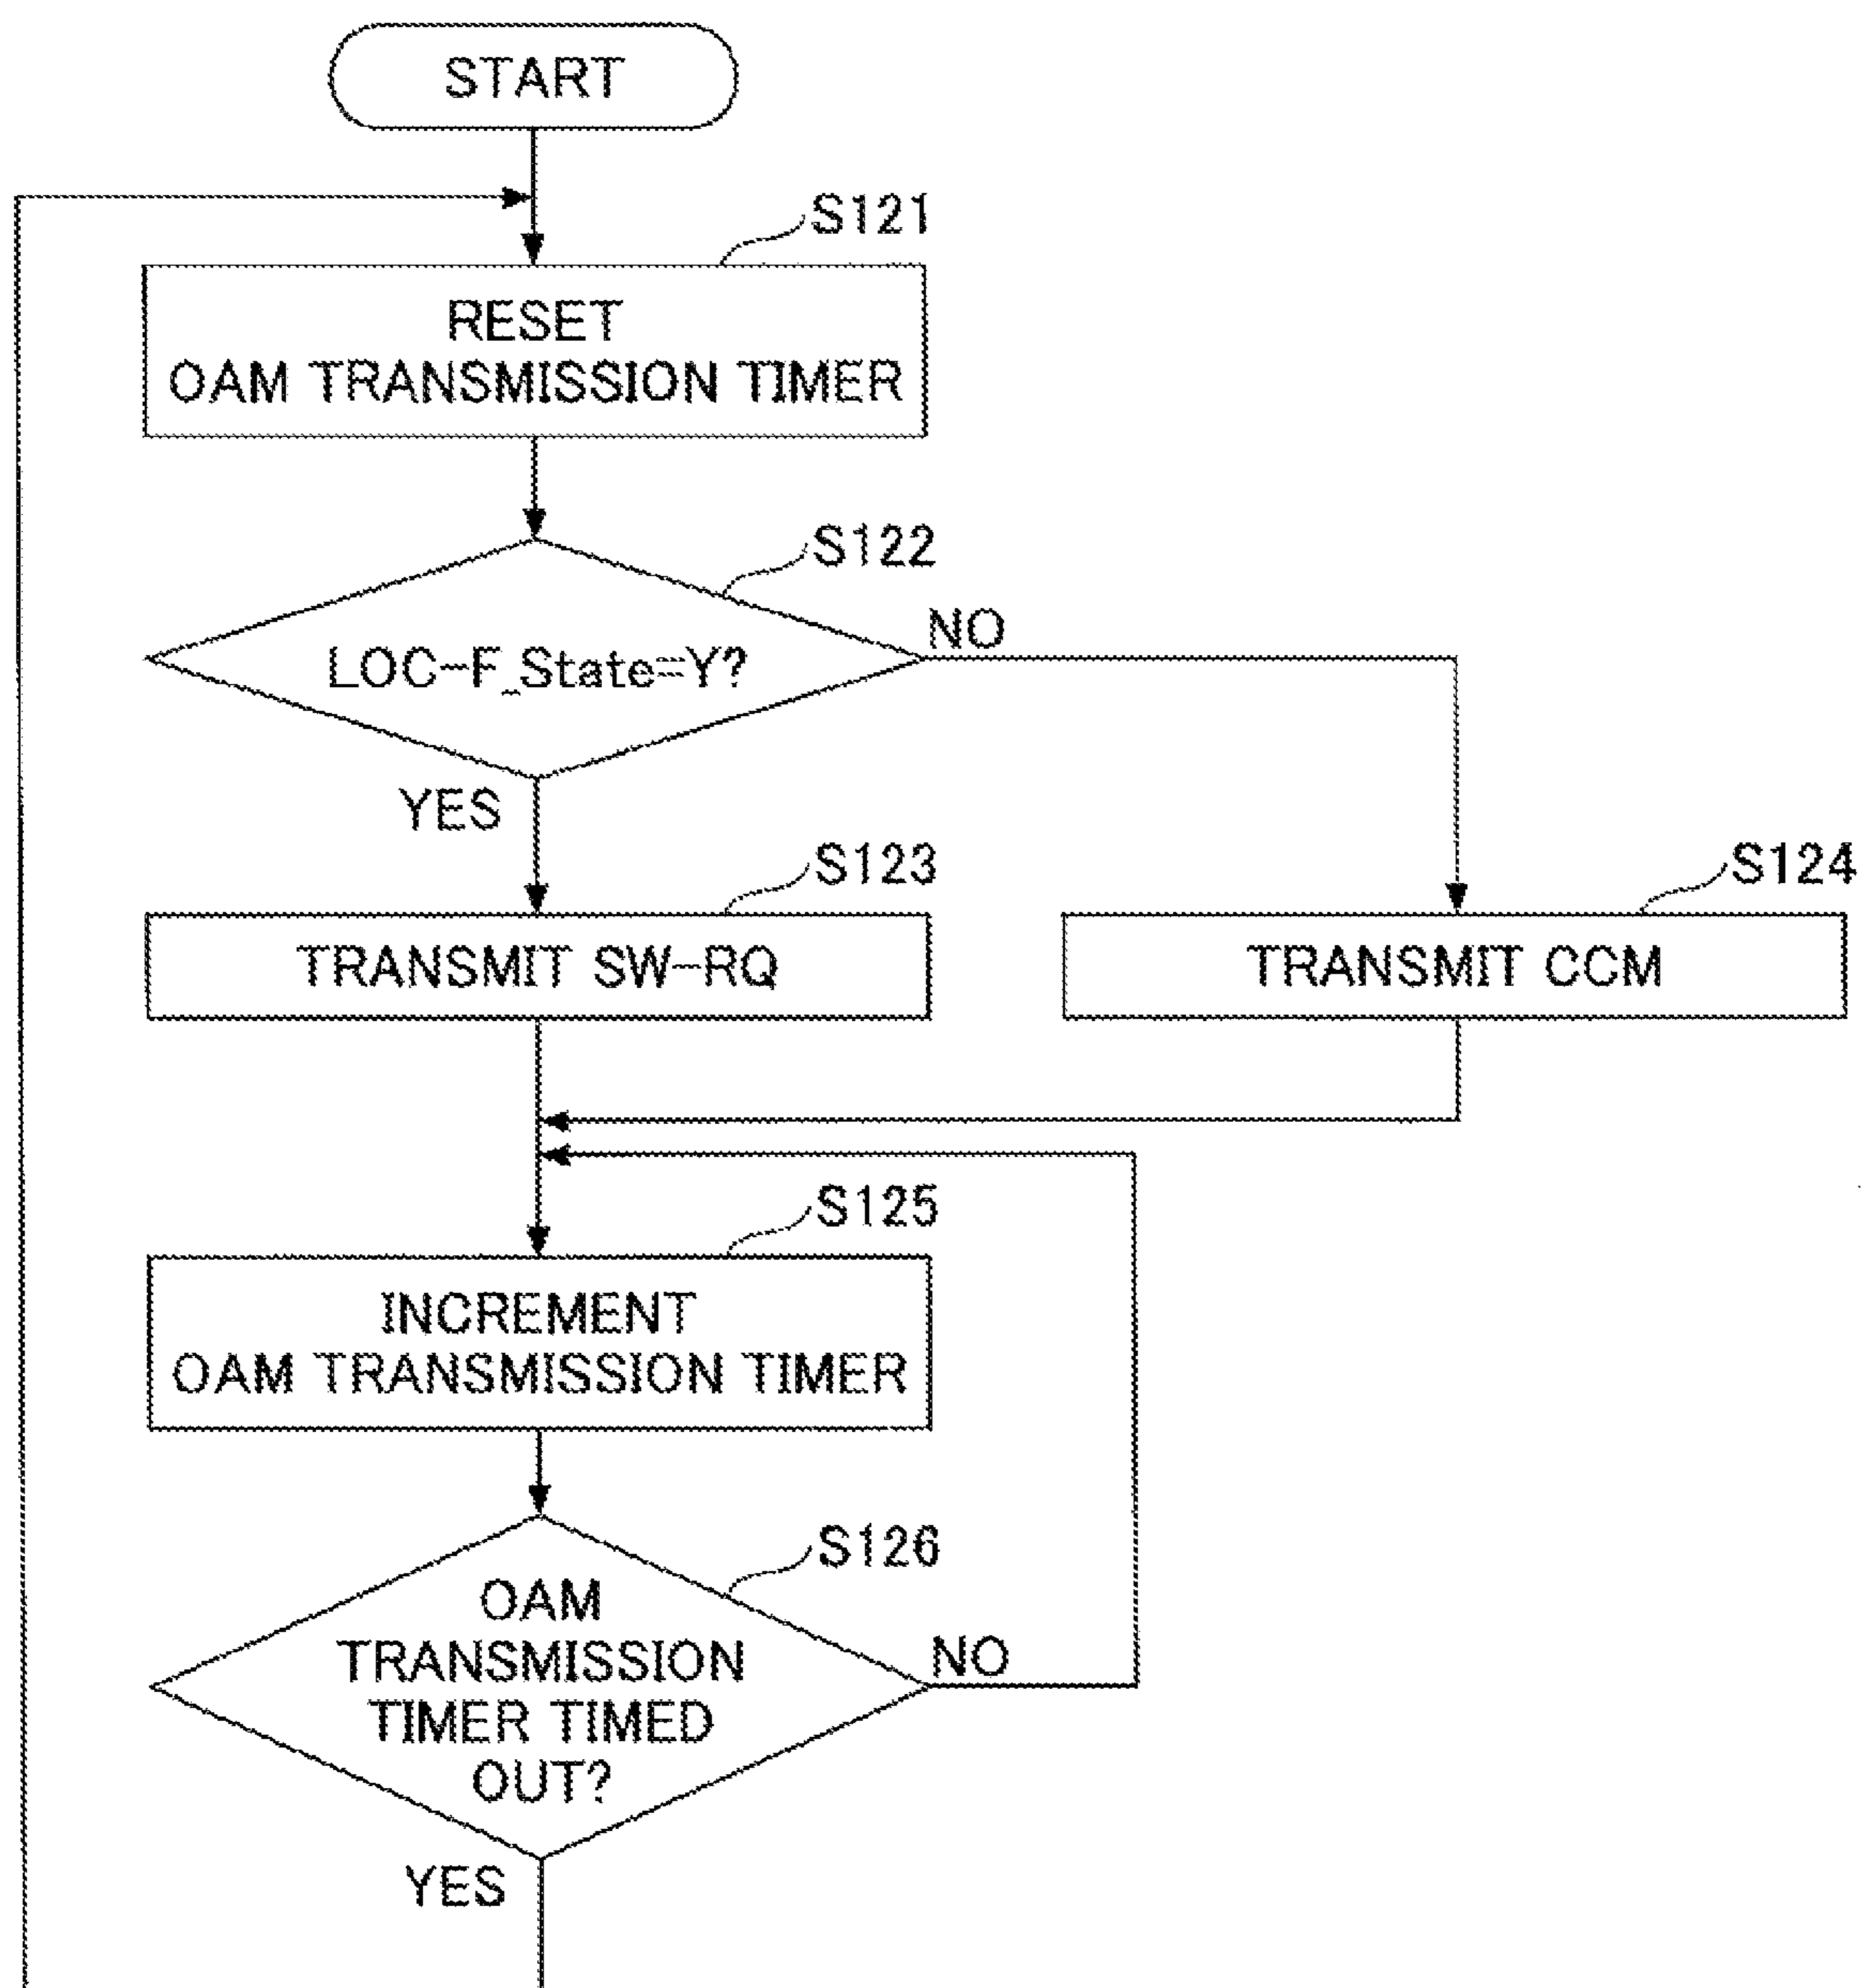 START
S121
RESET
OAM TRANSMISSION TIMER
S122
LOC-F_State=Y?
NO
YES
S123
S124
TRANSMIT SW-RQ
TRANSMIT CCM
S125
INCREMENT
OAM TRANSMISSION TIMER
S126
OAM
TRANSMISSION
TIMER TIMED
OUT?
NO
YES